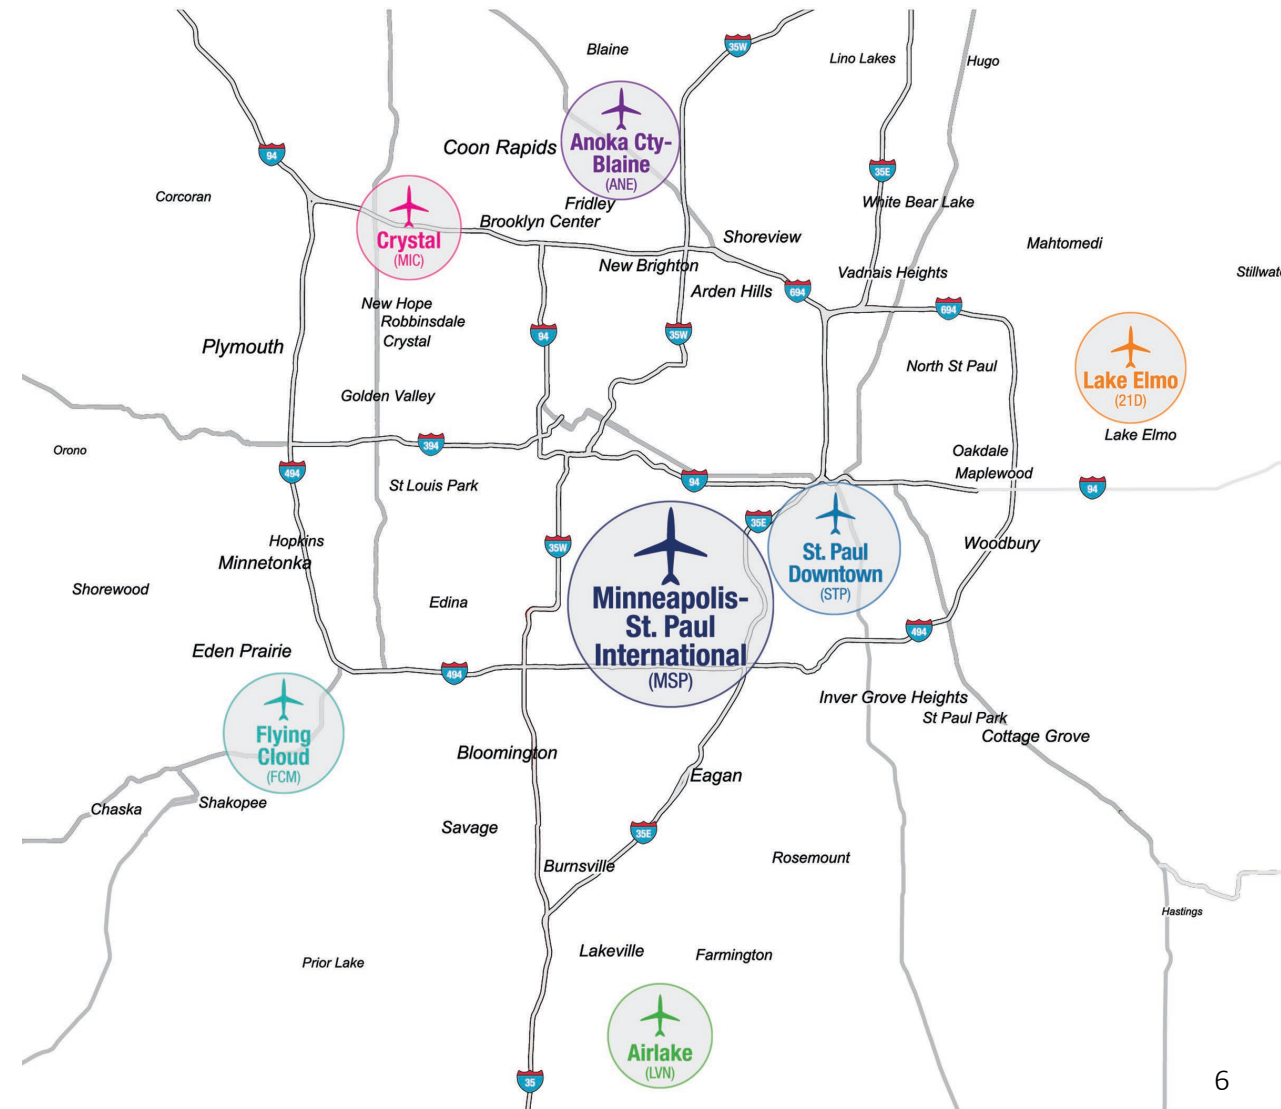 35W
Blaine
Lino Lakes
Hugo
Anoka Cty-
Blaine
(ANE)
Coon Rapids
94
35E
Corcoran
Fridley
White Bear Lake
Brooklyn Center
Crystal
(MIC)
Shoreview
Mahtomedi
New Brighton
Vadnais Heights
Stillwate
Arden Hills
694
694
New Hope
Robbinsdale
Crystal
94
35W
Plymouth
North St Paul
Lake Elmo
(21D)
Golden Valley
Lake Elmo
394
Orono
Oakdale
Maplewood
494
94
94
St Louis Park
35E
Hopkins
Minnetonka
35W
Woodbury
St. Paul
Downtown
(STP)
Shorewood
Edina
Minneapolis-
St. Paul
International
(MSP)
494
Eden Prairie
494
Inver Grove Heights
St Paul Park
Cottage Grove
Flying
Cloud
(FCM)
Bloomington
Eagan
Chaska
Shakopee
Savage
35E
Burnsville
Rosemount
Hastings
Lakeville
Farmington
Prior Lake
Airlake
(LVN)
35
6